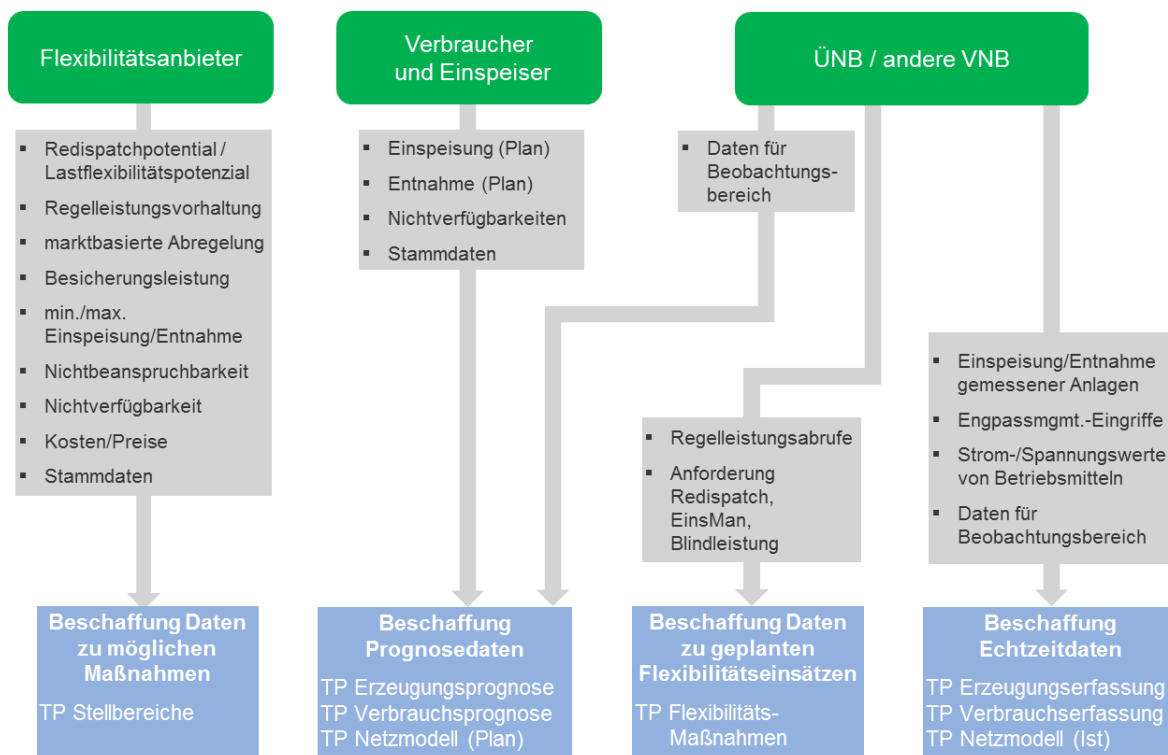 Flexibilitätsanbieter
▪ Redispatchpotential /
Lastflexibilitätspotenzial
▪ Regelleistungsvorhaltung
▪ marktbasierte Abregelung
▪ Besicherungsleistung
▪ min./max.
Einspeisung/Entnahme
▪ Nichtbeanspruchbarkeit
▪ Nichtverfügbarkeit
▪ Kosten/Preise
▪ Stammdaten
Beschaffung Daten
zu möglichen
Maßnahmen
TP Stellbereiche
Verbraucher
und Einspeiser
▪ Einspeisung (Plan)
▪ Entnahme (Plan)
▪ Nichtverfügbarkeiten
▪ Stammdaten
Beschaffung
Prognosedaten
TP Erzeugungsprognose
TP Verbrauchsprognose
TP Netzmodell (Plan)
ÜNB / andere VNB
▪ Daten für
Beobachtungs-
bereich
▪ Regelleistungsabrufe
▪ Anforderung
Redispatch,
EinsMan,
Blindleistung
Beschaffung Daten
zu geplanten
Flexibilitätseinsätzen
TP Flexibilitäts-
Maßnahmen
▪ Einspeisung/Entnahme
gemessener Anlagen
▪ Engpassmgmt.-Eingriffe
▪ Strom-/Spannungswerte
von Betriebsmitteln
▪ Daten für
Beobachtungsbereich
Beschaffung
Echtzeitdaten
TP Erzeugungserfassung
TP Verbrauchserfassung
TP Netzmodell (Ist)